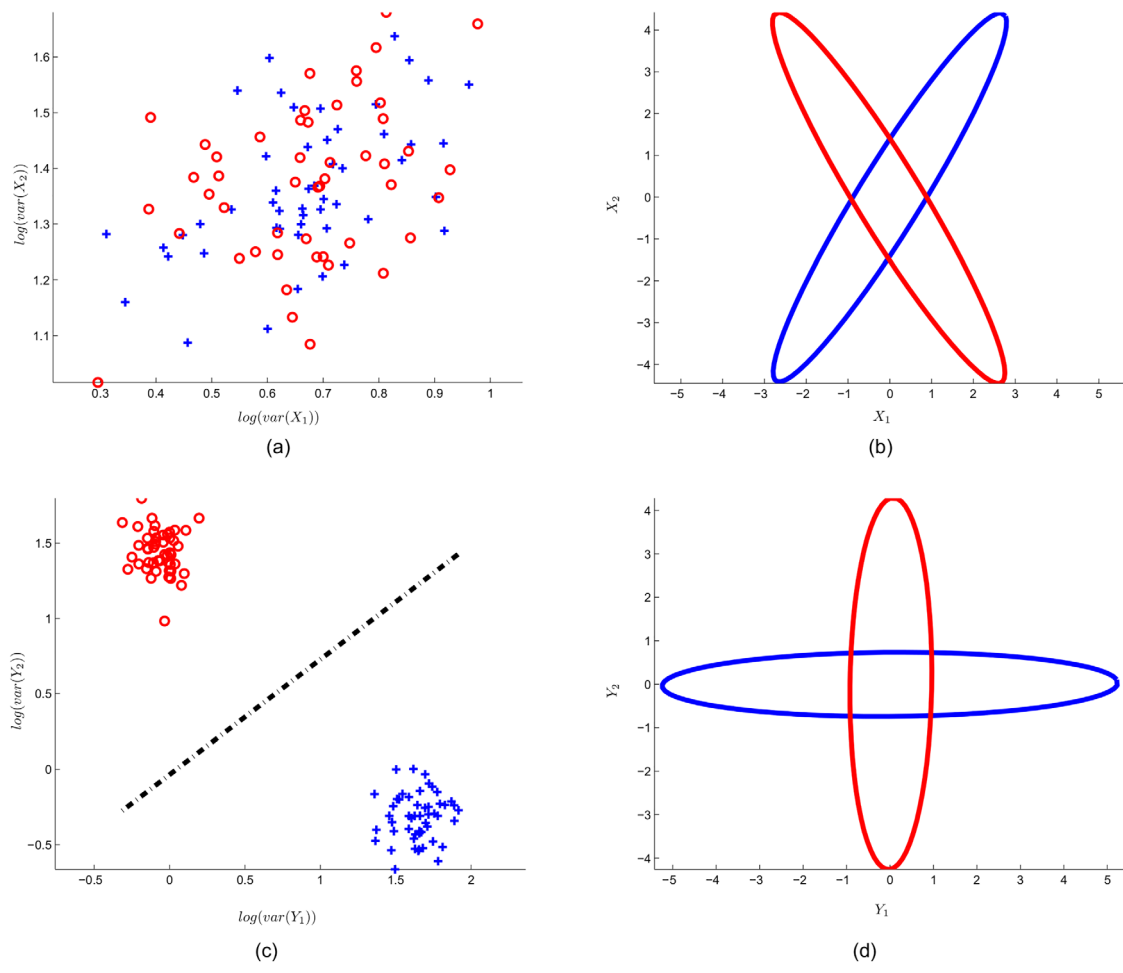 1.6
1.5
1.4
1.3
1.2
1.1
log(var(X₂))
0.3 0.4 0.5 0.6 0.7 0.8 0.9 1
log(var(X₁))
(a)
4
3
2
1
0
−1
−2
−3
−4
X₂
−5 −4 −3 −2 −1 0 1 2 3 4 5
X₁
(b)
1.5
1
0.5
0
−0.5
log(var(Y₂))
−0.5 0 0.5 1 1.5 2
log(var(Y₁))
(c)
4
3
2
1
0
−1
−2
−3
−4
Y₂
−5 −4 −3 −2 −1 0 1 2 3 4 5
Y₁
(d)